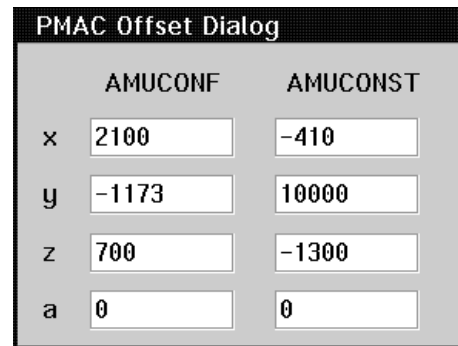 PMAC Offset Dialog
AMUCONF AMUCONST
x 2100 -410
y -1173 10000
z 700 -1300
a 0 0